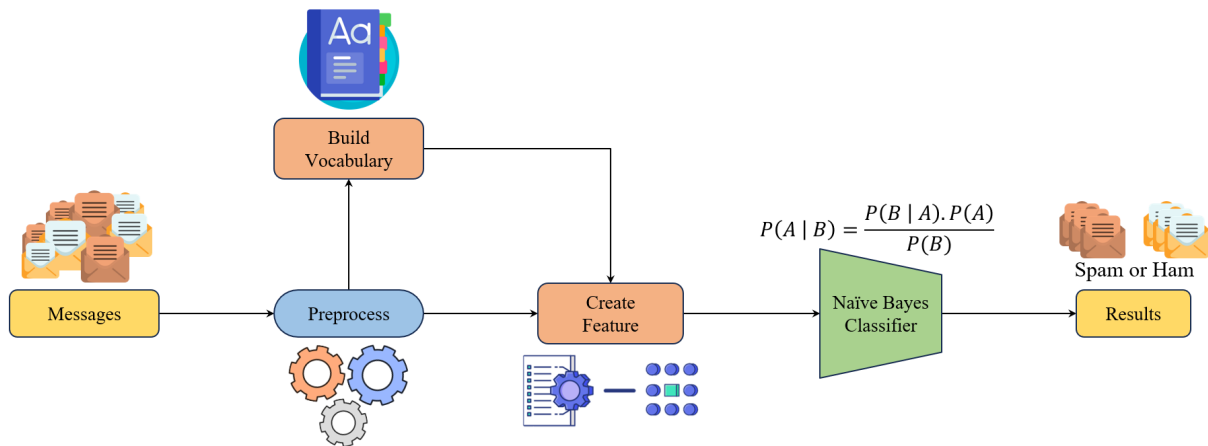 Aa
Build
Vocabulary
P(A | B) = P(B | A). P(A) / P(B)
Spam or Ham
Messages
Preprocess
Create
Feature
Naïve Bayes
Classifier
Results